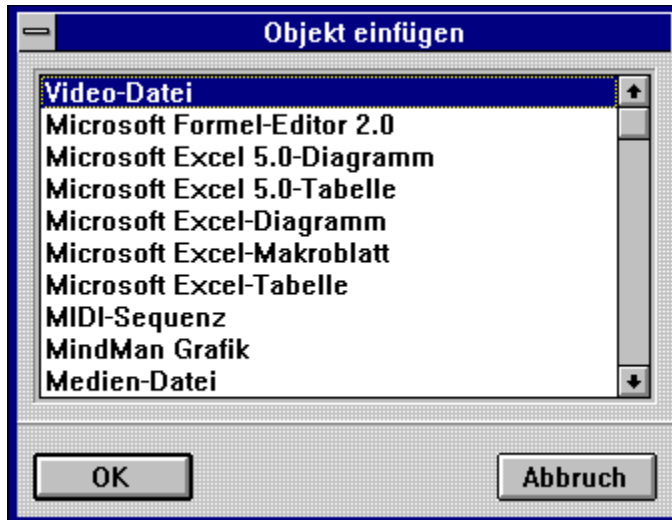 Objekt einfügen
Video-Datei
Microsoft Formel-Editor 2.0
Microsoft Excel 5.0-Diagramm
Microsoft Excel 5.0-Tabelle
Microsoft Excel-Diagramm
Microsoft Excel-Makroblatt
Microsoft Excel-Tabelle
MIDI-Sequenz
MindMan Grafik
Medien-Datei
OK
Abbruch